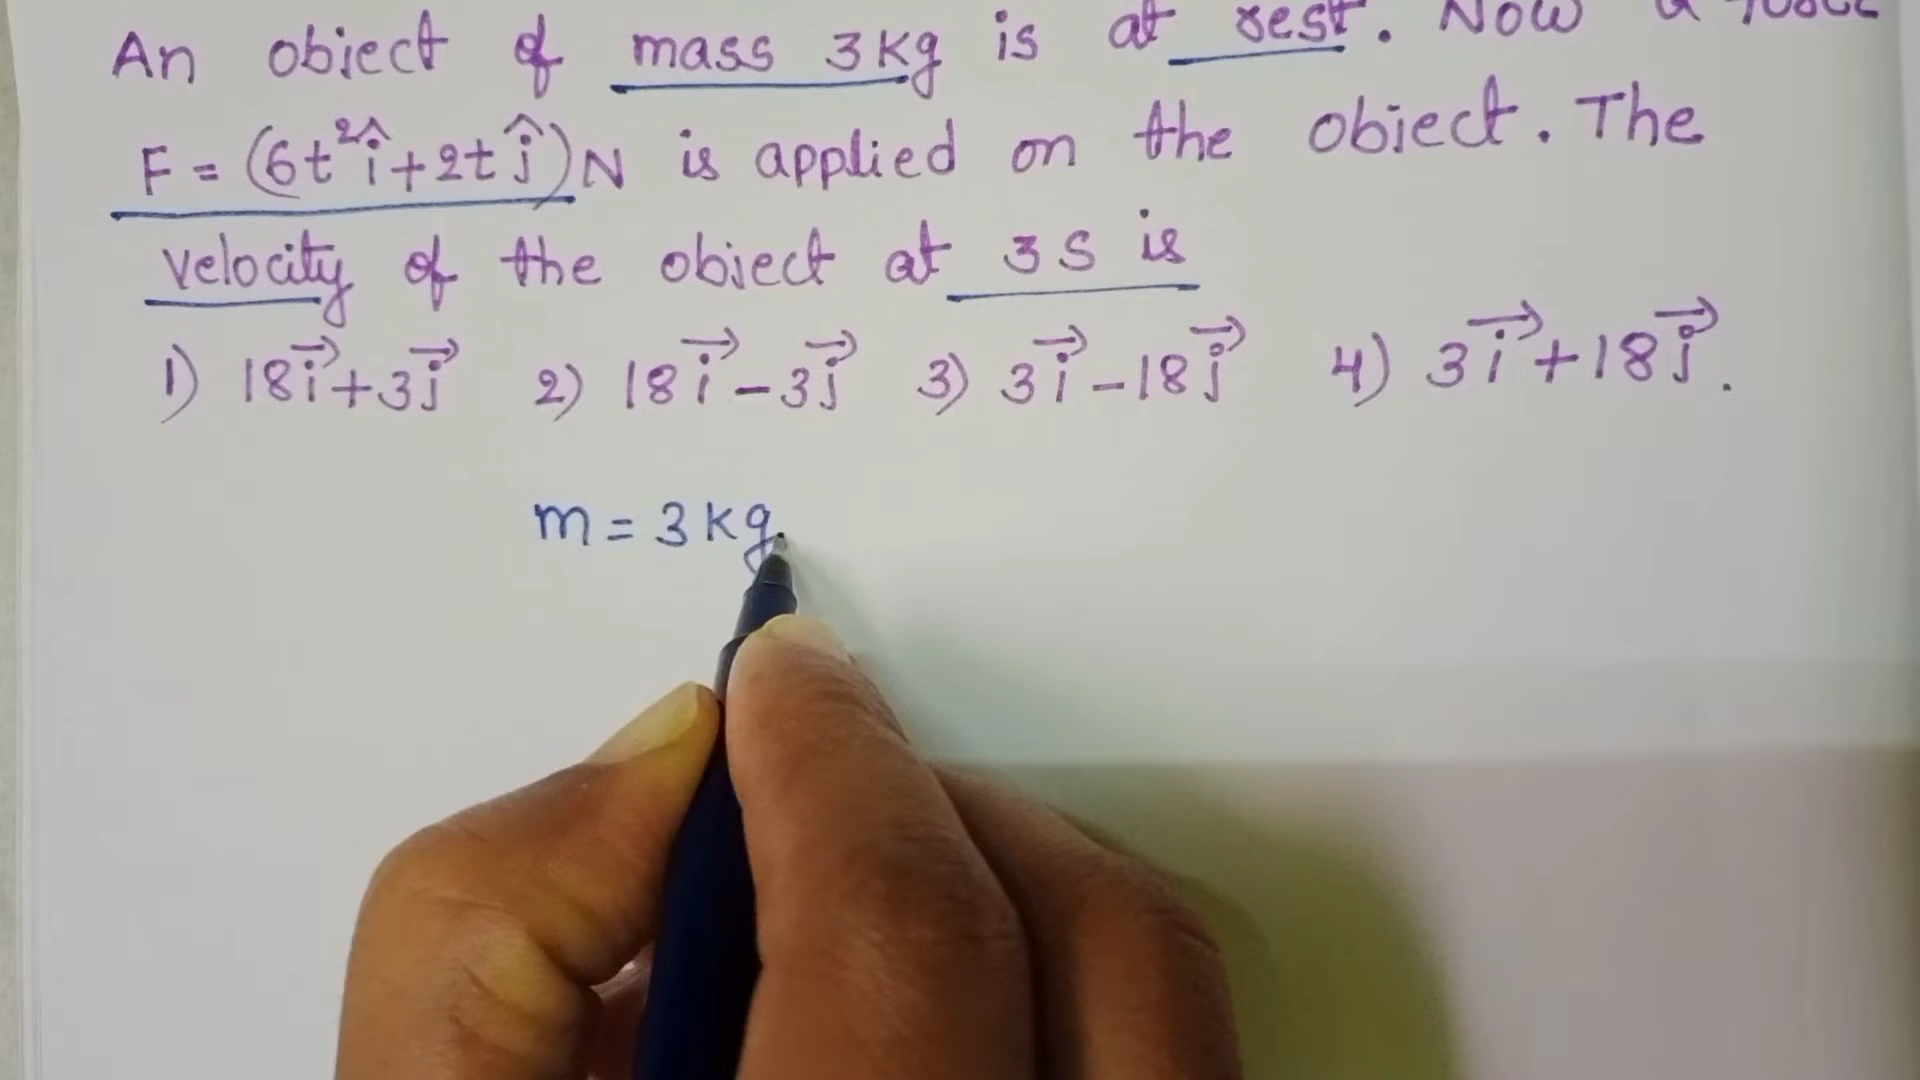 An object of mass 3kg is at rest. Now a force
F = (6t²î + 2tĵ)N is applied on the object. The
velocity of the object at 3S is
1) 18i⃗+3j⃗ 2) 18i⃗-3j⃗ 3) 3i⃗-18j⃗ 4) 3i⃗+18j⃗.
m = 3kg